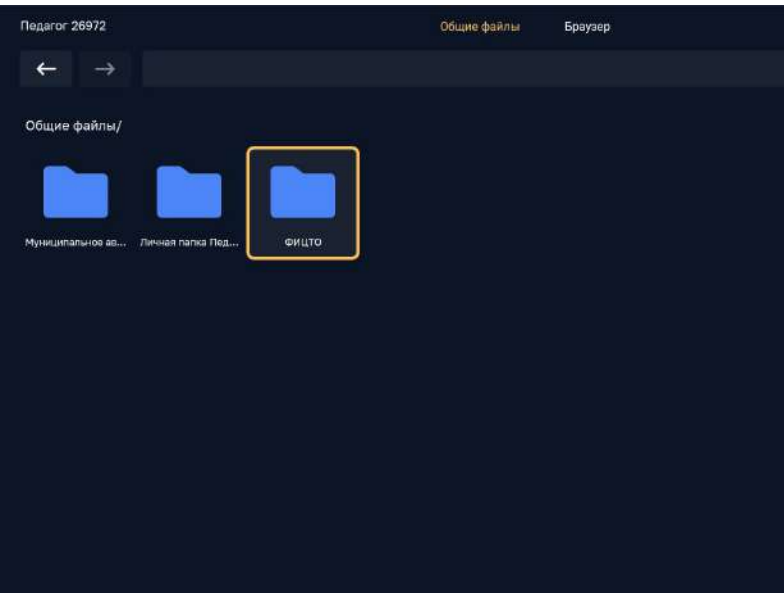 Педагог 26972
Общие файлы
Браузер
Общие файлы/
Муниципальное ав...
Личная папка Пед...
ФИЦТО